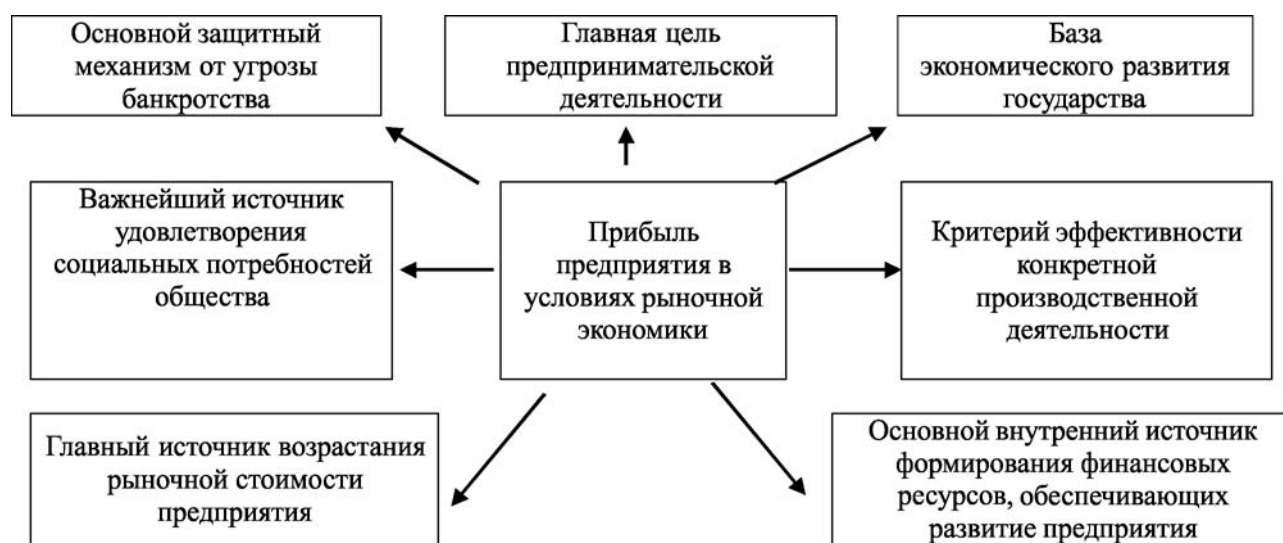 Основной защитный
механизм от угрозы
банкротства
Главная цель
предпринимательской
деятельности
База
экономического развития
государства
Важнейший источник
удовлетворения
социальных потребностей
общества
Прибыль
предприятия в
условиях рыночной
экономики
Критерий эффективности
конкретной
производственной
деятельности
Главный источник возрастания
рыночной стоимости
предприятия
Основной внутренний источник
формирования финансовых
ресурсов, обеспечивающих
развитие предприятия